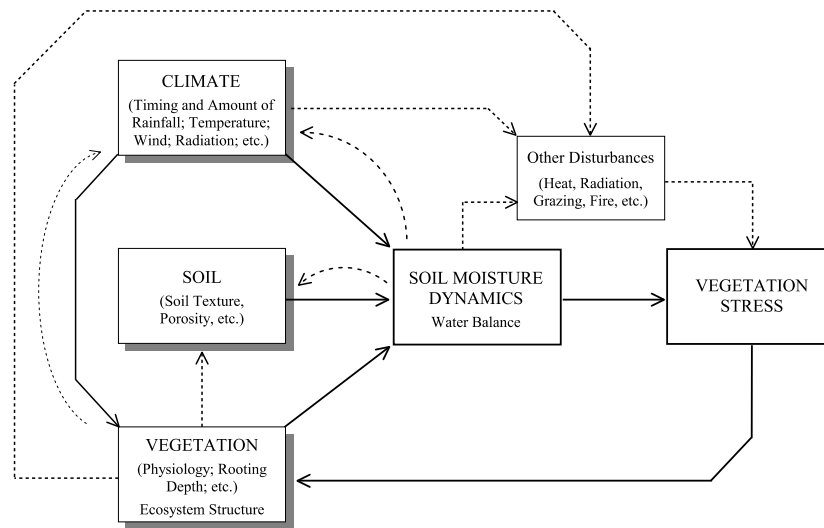 CLIMATE
(Timing and Amount of
Rainfall; Temperature;
Wind; Radiation; etc.)
Other Disturbances
(Heat, Radiation,
Grazing, Fire, etc.)
SOIL
(Soil Texture,
Porosity, etc.)
SOIL MOISTURE
DYNAMICS
Water Balance
VEGETATION
STRESS
VEGETATION
(Physiology; Rooting
Depth; etc.)
Ecosystem Structure